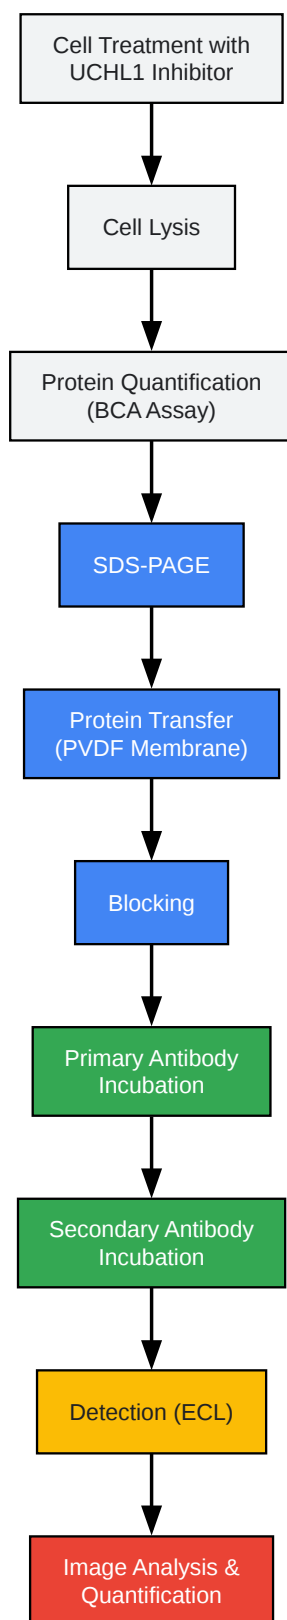 Cell Treatment with
UCHL1 Inhibitor
Cell Lysis
Protein Quantification
(BCA Assay)
SDS-PAGE
Protein Transfer
(PVDF Membrane)
Blocking
Primary Antibody
Incubation
Secondary Antibody
Incubation
Detection (ECL)
Image Analysis &
Quantification